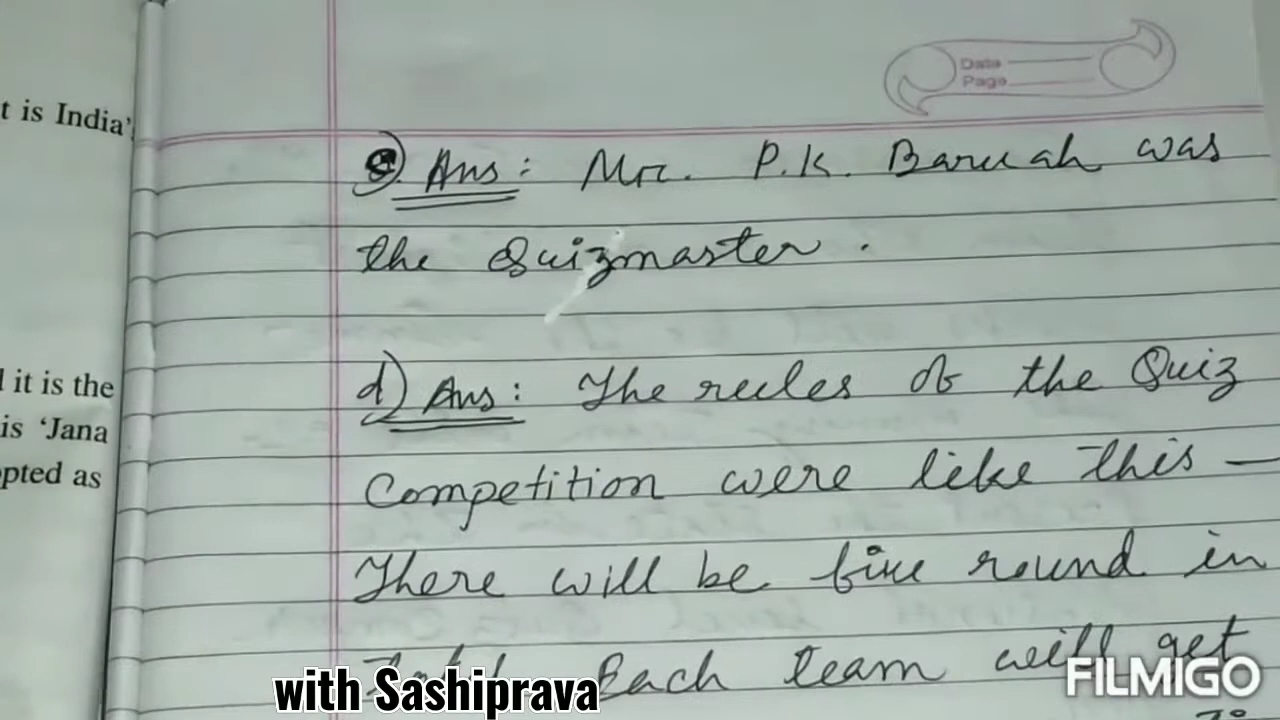 t is India'
it is the
is 'Jana
pted as
Date
Page
Ans: Mr. P.K. Baruah was
the Quizmaster.
d) Ans: The rules of the Quiz
Competition were like this —
There will be five round in
Each team will get
with Sashiprava
FILMIGO